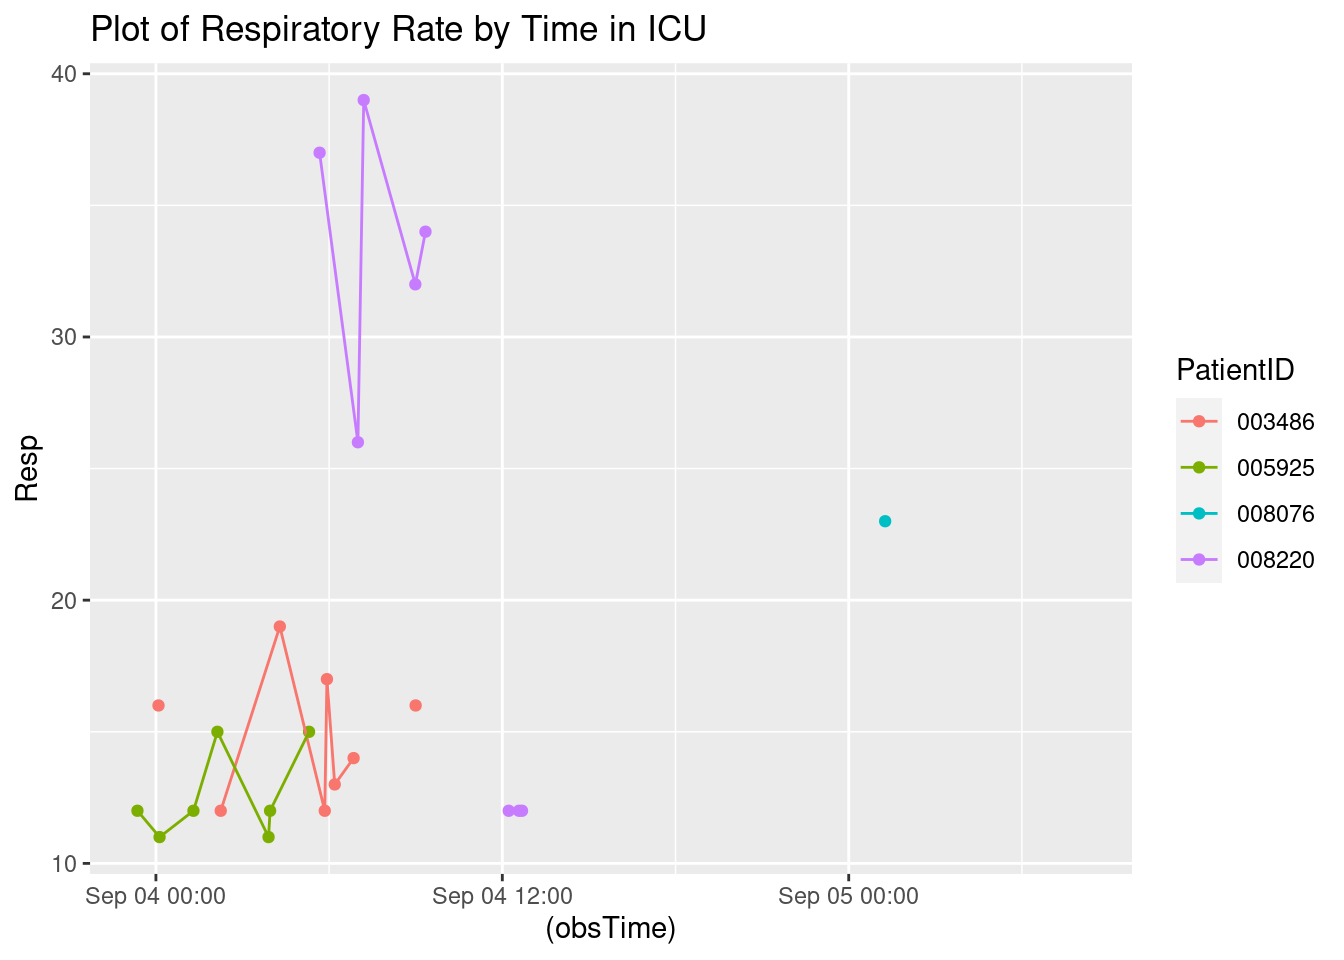 Plot of Respiratory Rate by Time in ICU
40
30
20
10
Resp
Sep 04 00:00
Sep 04 12:00
Sep 05 00:00
(obsTime)
PatientID
003486
005925
008076
008220